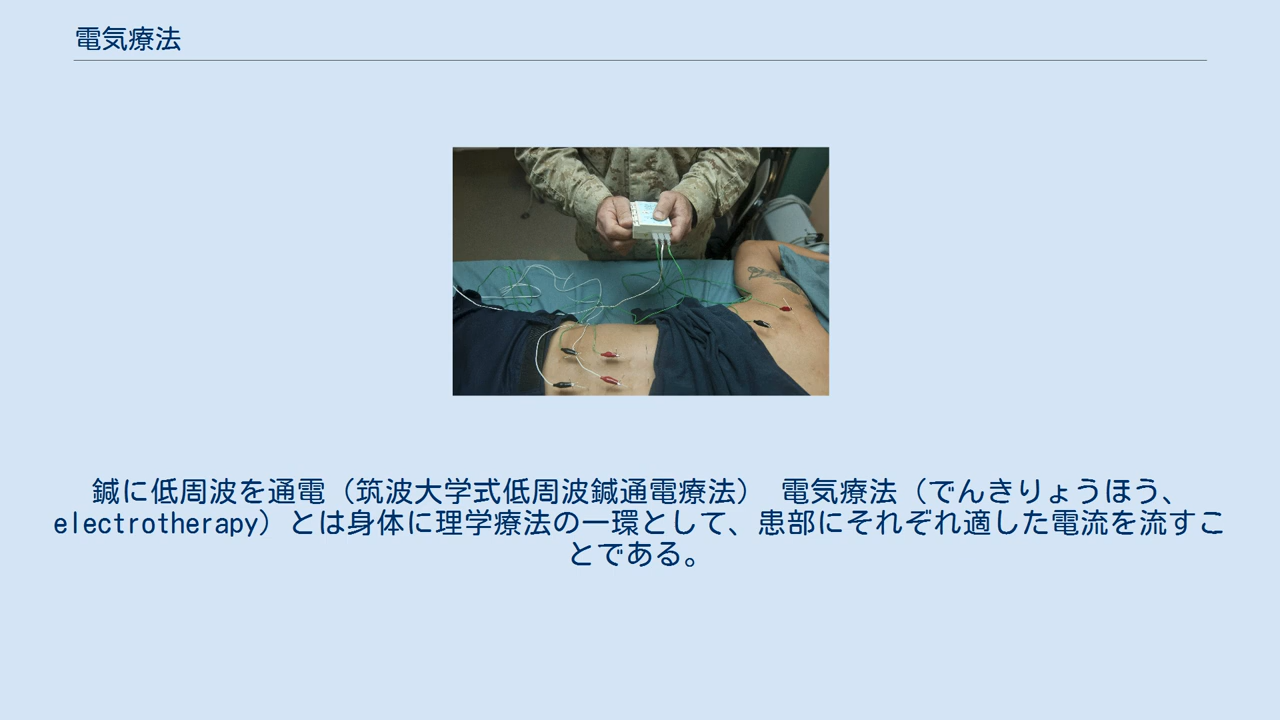 電気療法
鍼に低周波を通電（筑波大学式低周波鍼通電療法） 電気療法（でんきりょうほう、
electrotherapy）とは身体に理学療法の一環として、患部にそれぞれ適した電流を流すこ
とである。